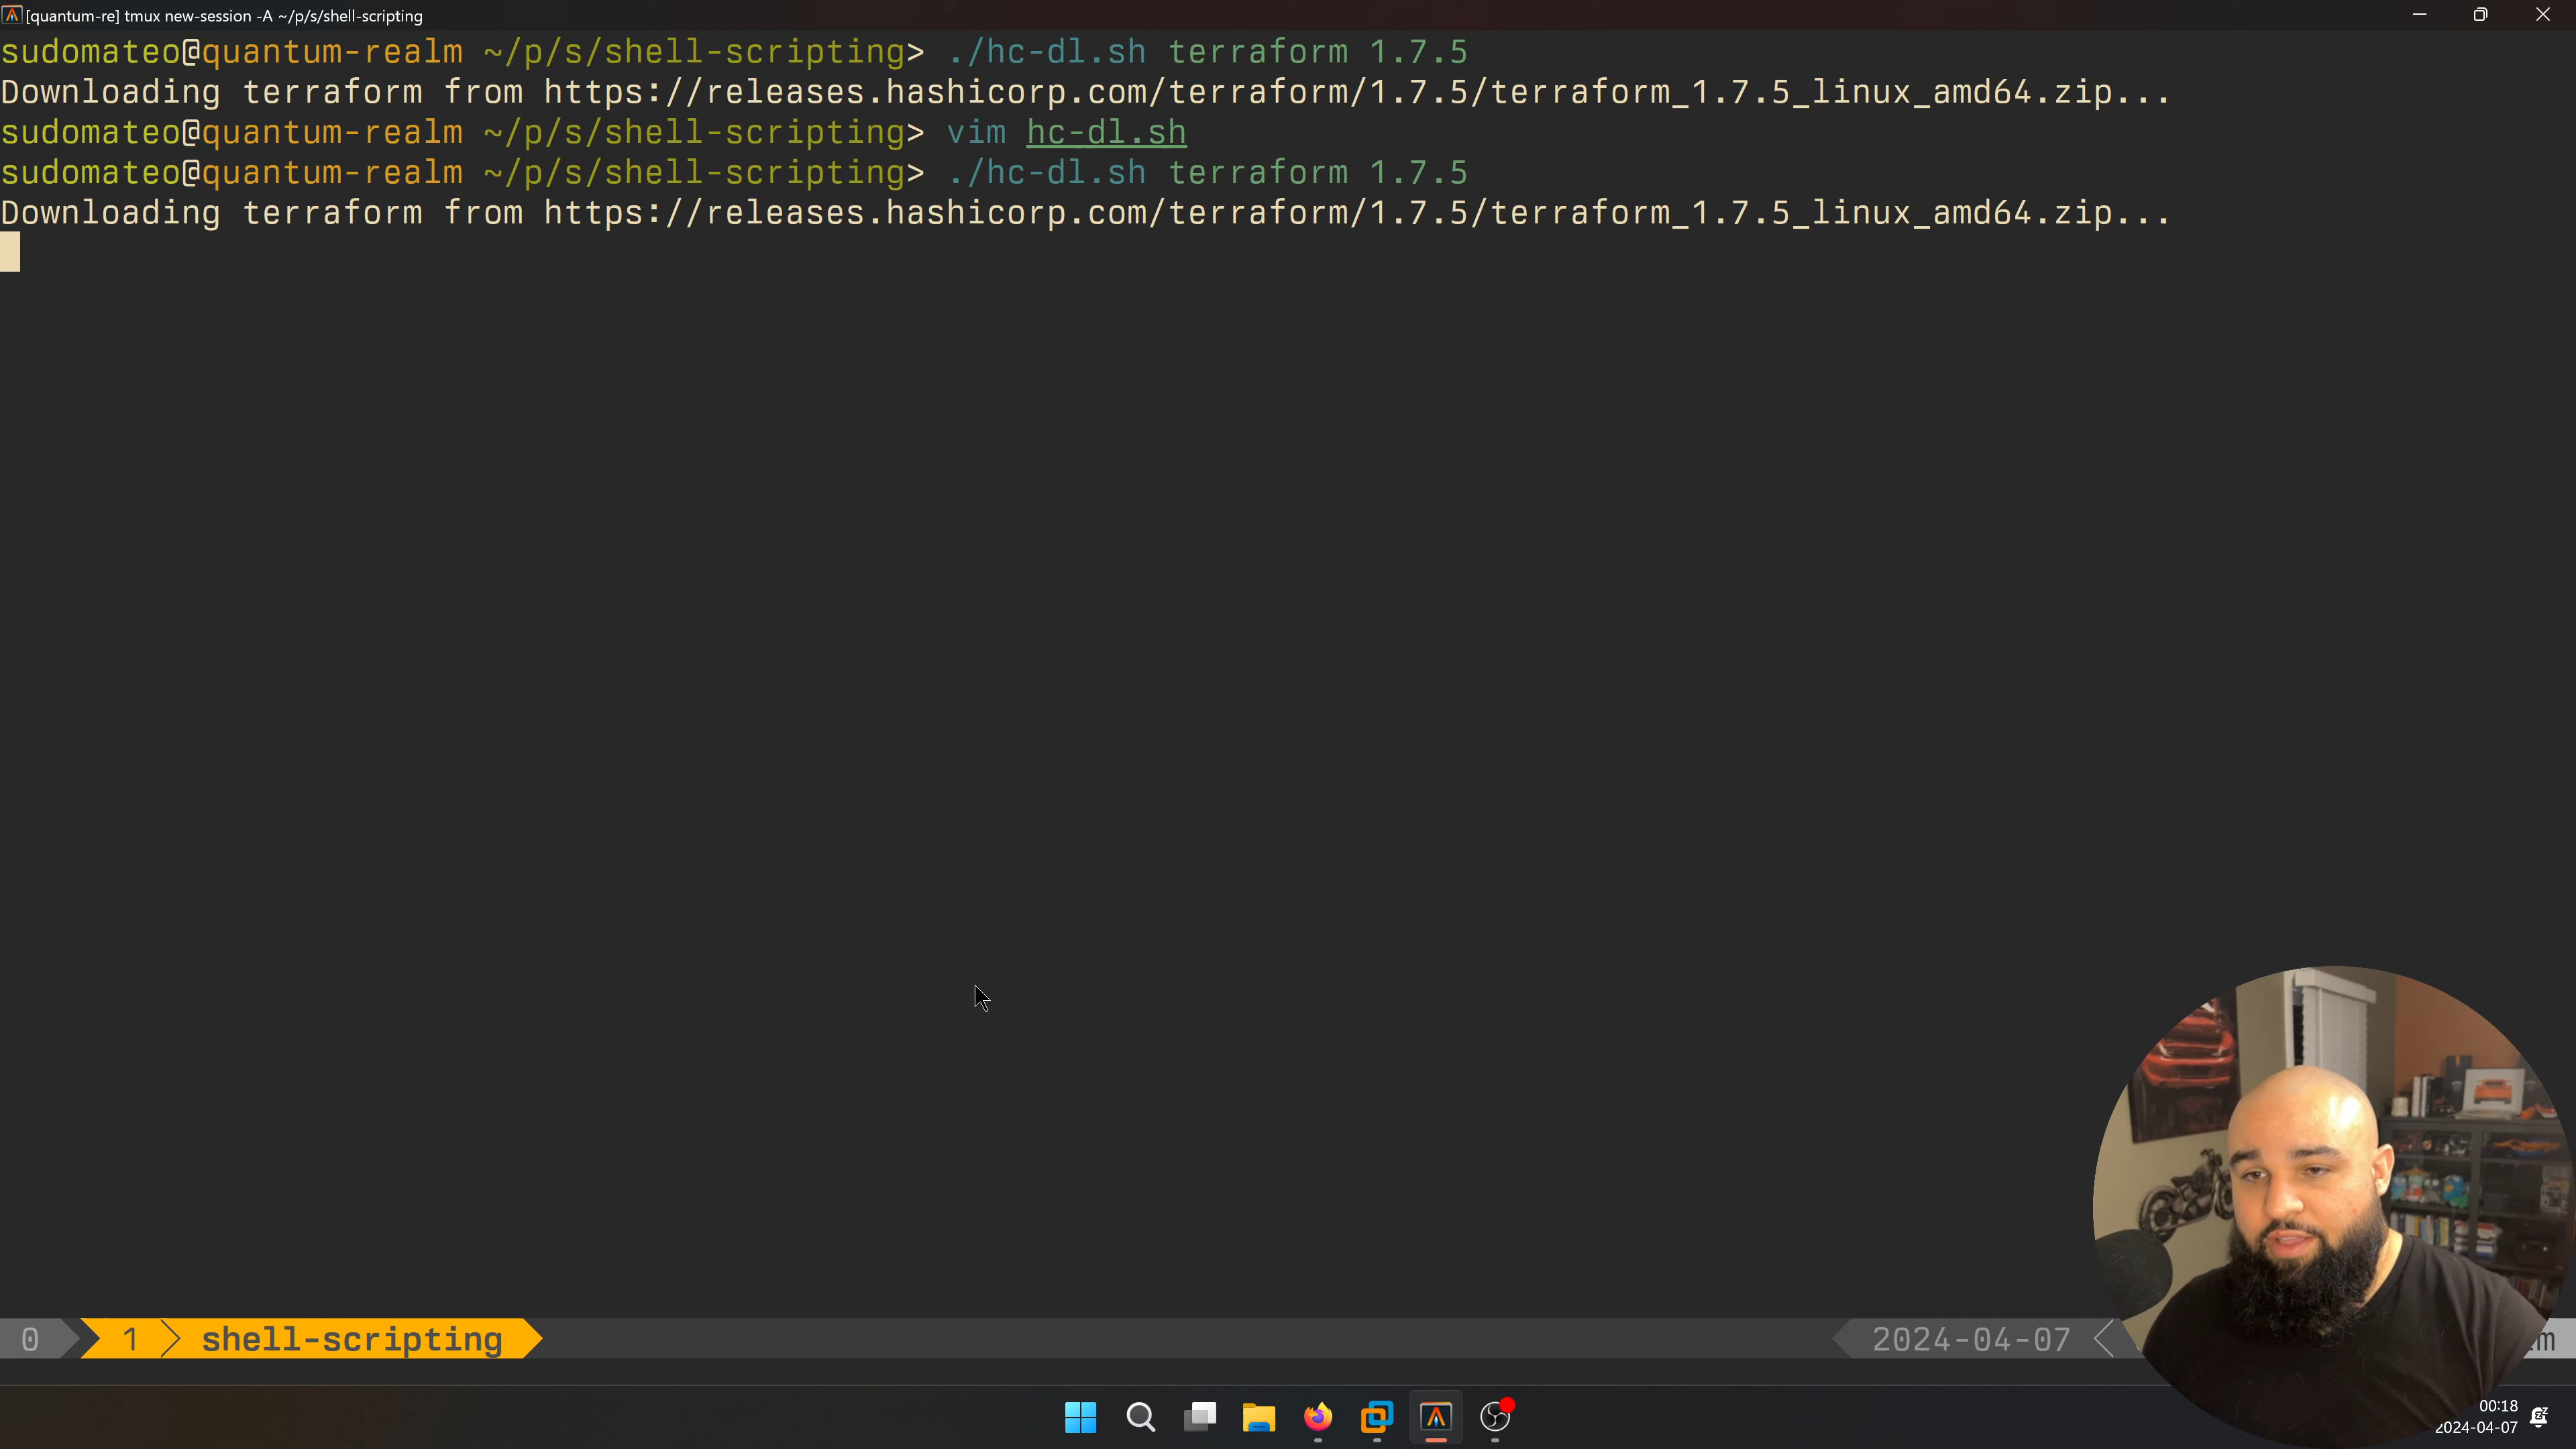 [quantum-re] tmux new-session -A ~/p/s/shell-scripting
sudomateo@quantum-realm ~/p/s/shell-scripting> ./hc-dl.sh terraform 1.7.5
Downloading terraform from https://releases.hashicorp.com/terraform/1.7.5/terraform_1.7.5_linux_amd64.zip...
sudomateo@quantum-realm ~/p/s/shell-scripting> vim hc-dl.sh
sudomateo@quantum-realm ~/p/s/shell-scripting> ./hc-dl.sh terraform 1.7.5
Downloading terraform from https://releases.hashicorp.com/terraform/1.7.5/terraform_1.7.5_linux_amd64.zip...
0 1 shell-scripting 2024-04-07
00:18
2024-04-07